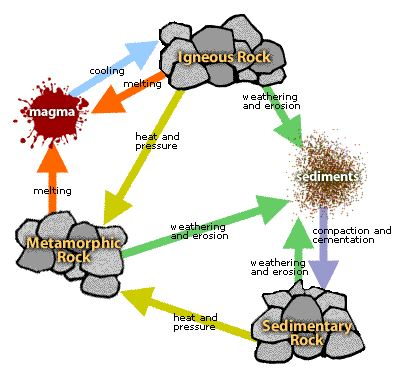 Igneous Rock
cooling
melting
magma
weathering
and erosion
heat and
pressure
sediments
melting
Metamorphic
Rock
weathering
and erosion
compaction and
cementation
weathering
and erosion
heat and
pressure
Sedimentary
Rock